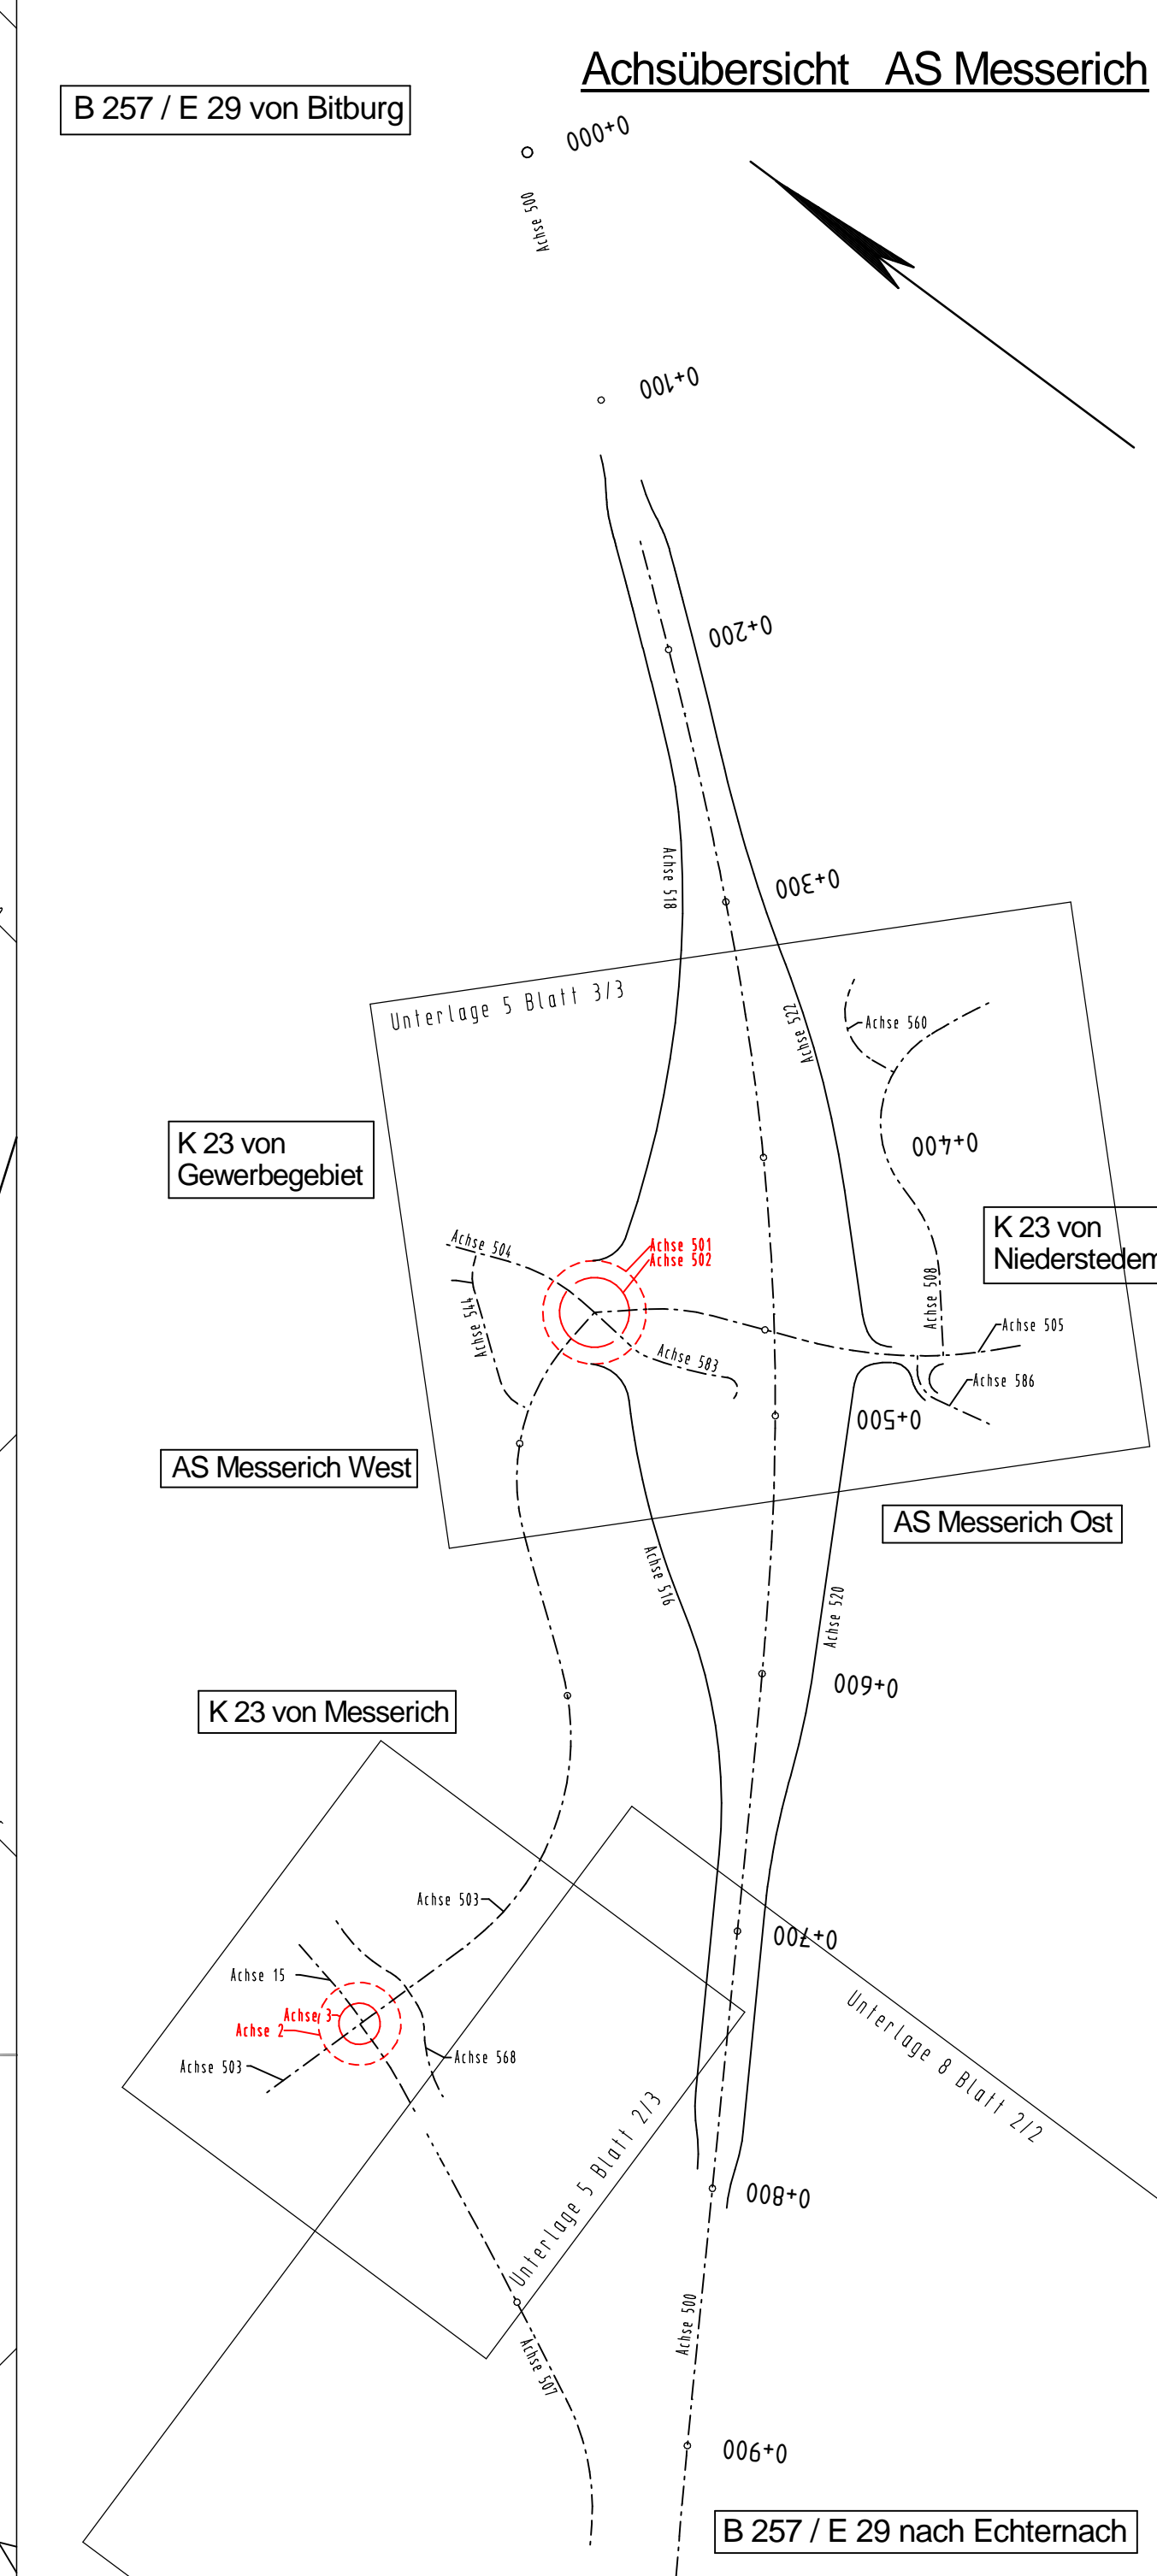 Achsübersicht AS Messerich
B 257 / E 29 von Bitburg
0+000
Achse 500
0+100
0+200
Achse 518
0+300
Unterlage 5 Blatt 3/3
Achse 522
Achse 560
K 23 von
Gewerbegebiet
0+400
K 23 von
Niederstedem
Achse 504
Achse 501
Achse 502
Achse 544
Achse 508
Achse 505
Achse 583
Achse 586
0+500
AS Messerich West
AS Messerich Ost
Achse 516
Achse 520
0+600
K 23 von Messerich
Achse 503
0+700
Achse 15
Achse 3
Achse 2
Achse 503
Achse 568
Unterlage 8 Blatt 2/2
Unterlage 5 Blatt 2/3
0+800
Achse 500
Achse 507
0+900
B 257 / E 29 nach Echternach